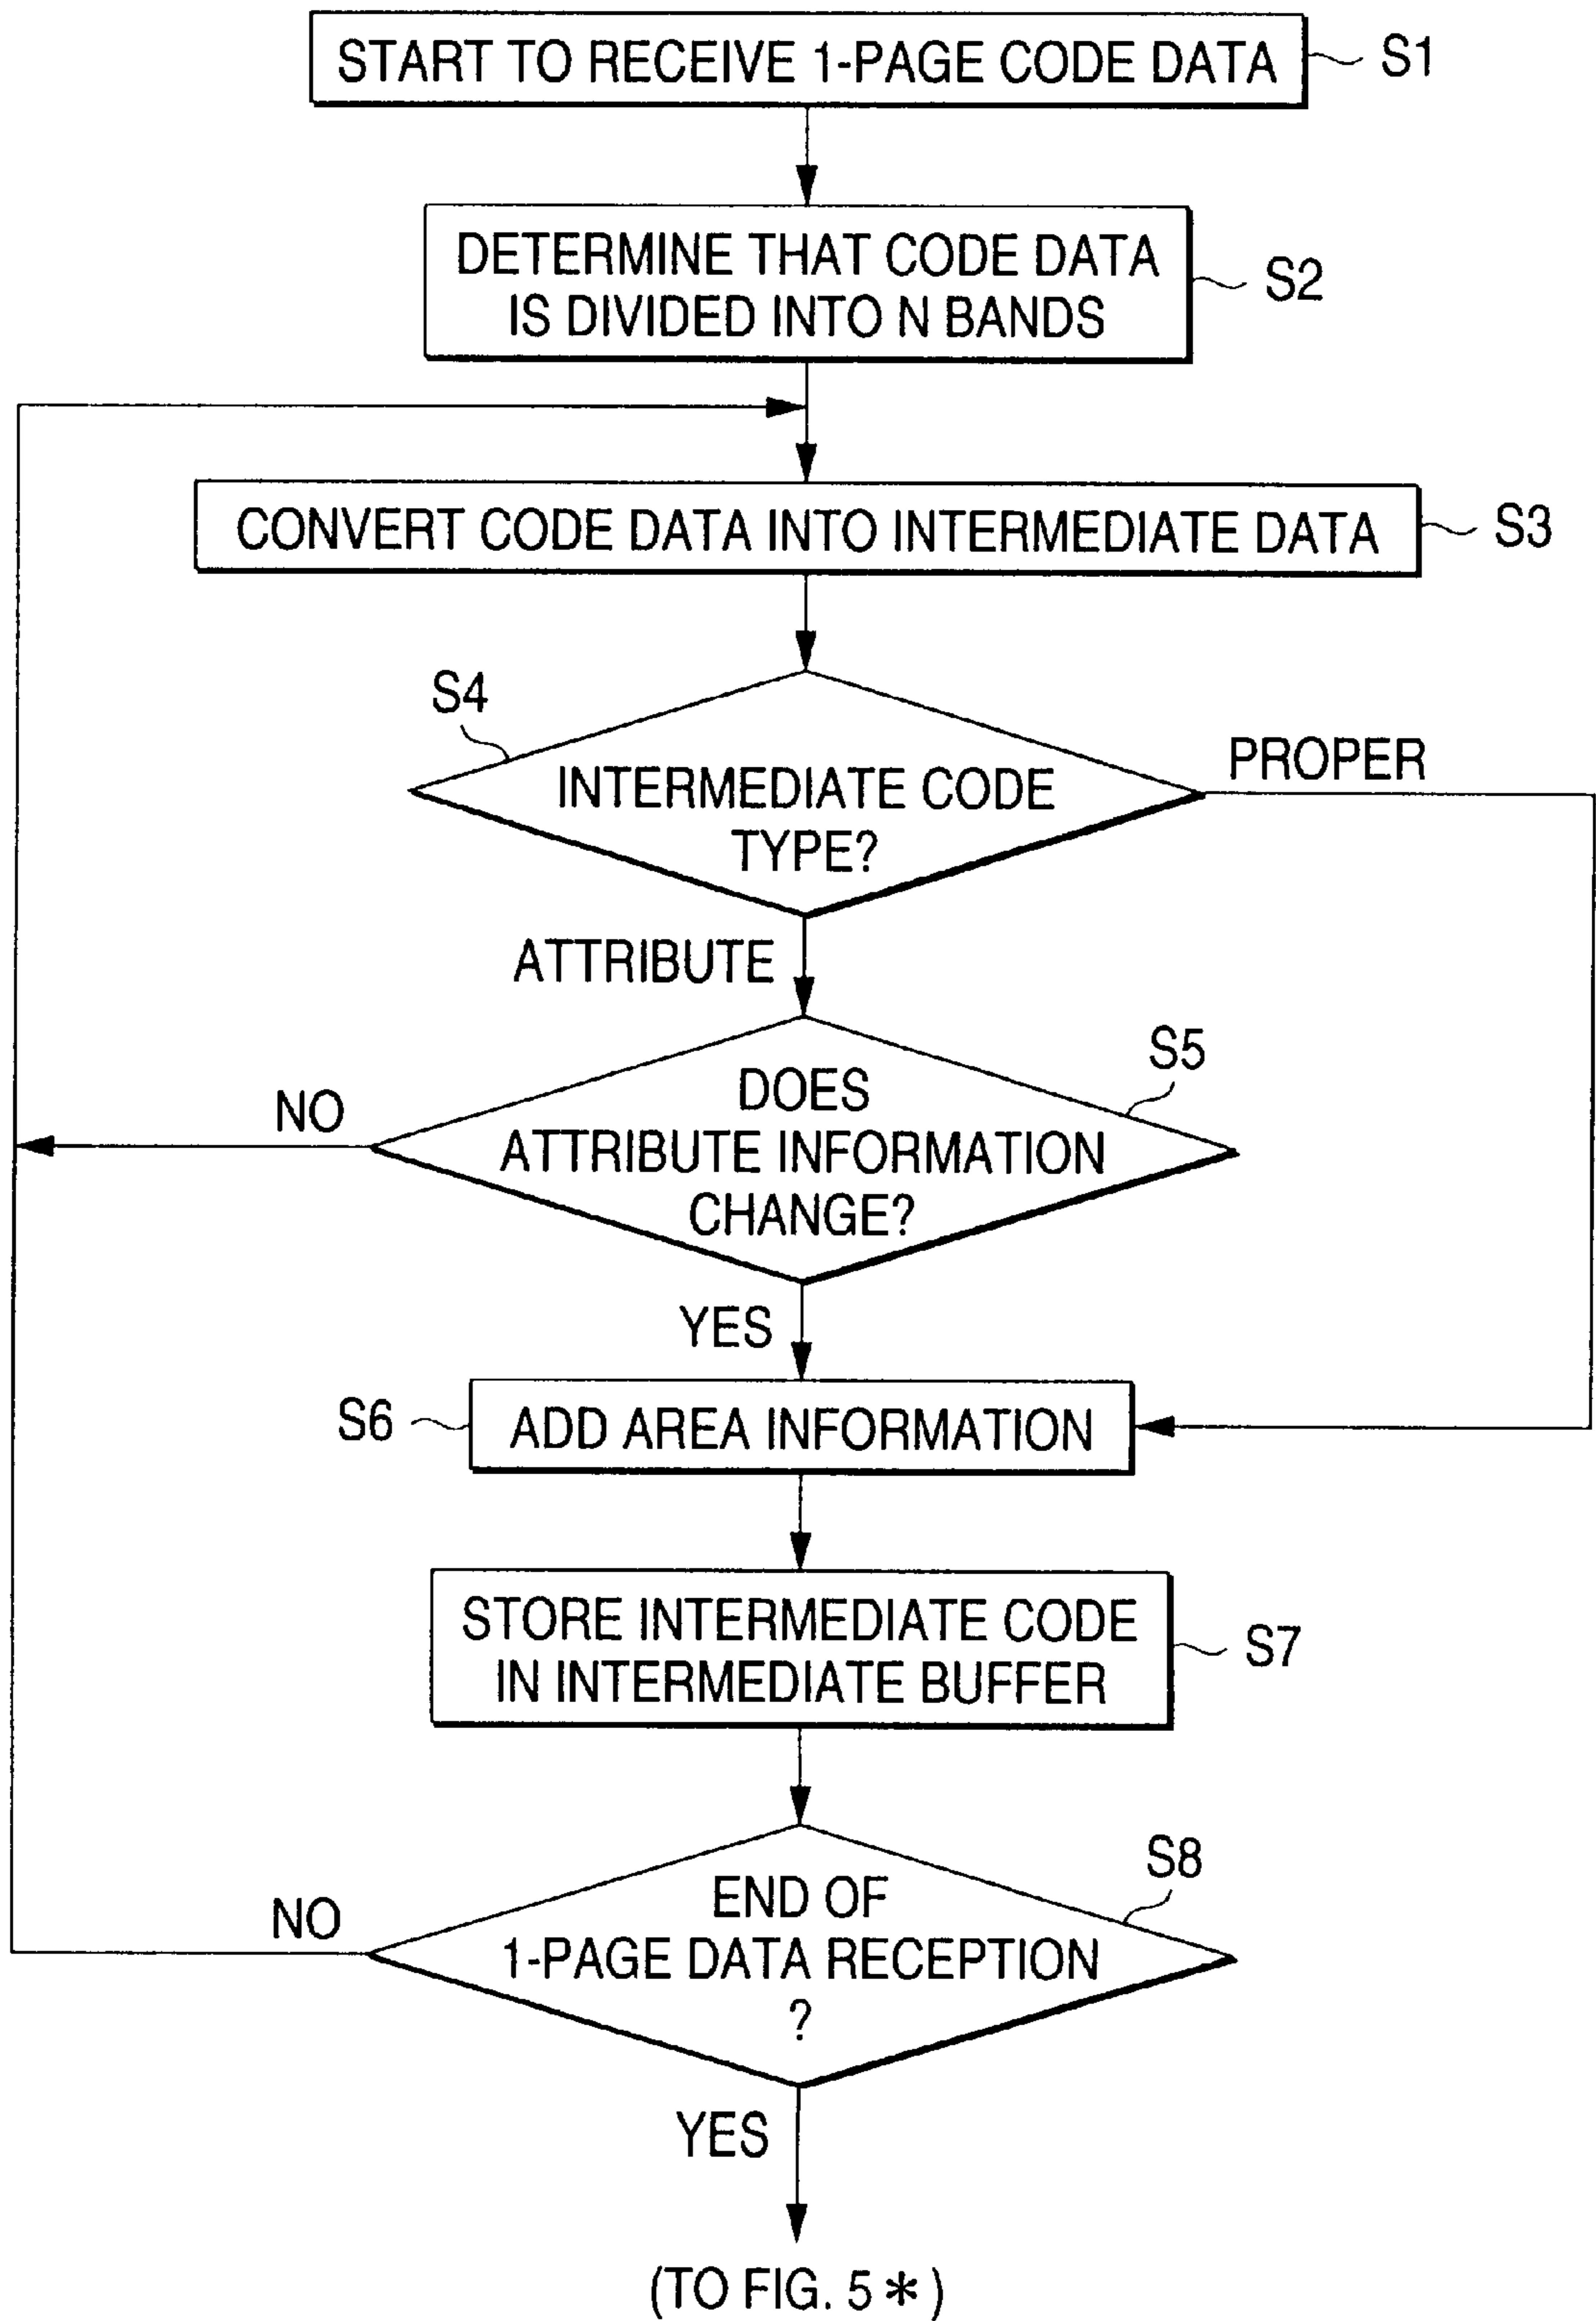 START TO RECEIVE 1-PAGE CODE DATA
S1
DETERMINE THAT CODE DATA
IS DIVIDED INTO N BANDS
S2
CONVERT CODE DATA INTO INTERMEDIATE DATA
S3
S4
INTERMEDIATE CODE
TYPE?
PROPER
ATTRIBUTE
S5
DOES
ATTRIBUTE INFORMATION
CHANGE?
NO
YES
S6
ADD AREA INFORMATION
STORE INTERMEDIATE CODE
IN INTERMEDIATE BUFFER
S7
S8
END OF
1-PAGE DATA RECEPTION
?
NO
YES
(TO FIG. 5 *)